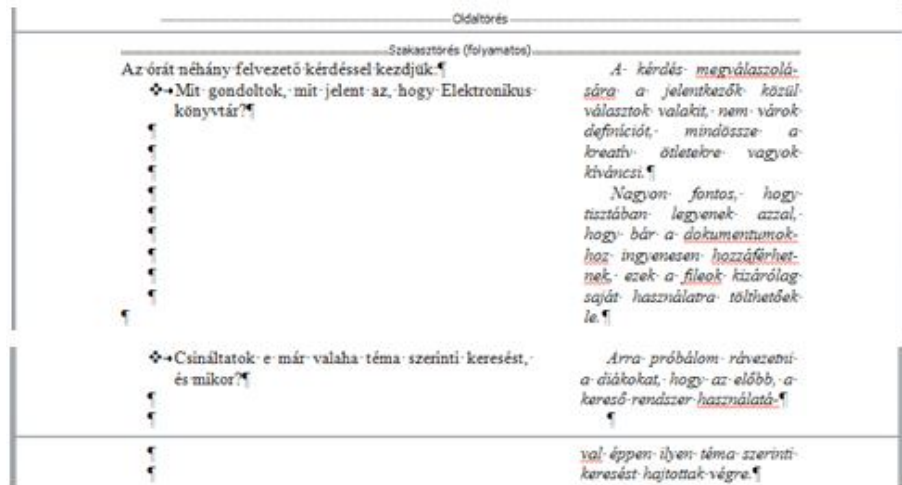 Oldaltörés
Szakasztörés (folyamatos)
Az órát néhány felvezető kérdéssel kezdjük.¶
❖→Mit gondoltok, mit jelent az, hogy Elektronikus
könyvtár?¶
¶
¶
¶
¶
¶
¶
¶
¶
¶
¶
A kérdés megválaszolá-
sára a jelentkezők közül
választok valakit, nem várok
definíciót, mindössze a
kreatív ötletekre vagyok
kíváncsi.¶
Nagyon fontos, hogy
tisztában legyenek azzal,
hogy bár a dokumentumok-
hoz ingyenesen hozzáférhet-
nek, ezek a fileok kizárólag
saját használatra tölthetőek
le.¶
❖→Csináltatok e már valaha téma szerinti keresést,
és mikor?¶
¶
¶
Arra próbálom rávezetni
a diákokat, hogy az előbb, a
kereső rendszer használatá-¶
¶
¶
¶
val éppen ilyen téma szerinti
keresést hajtottak végre.¶